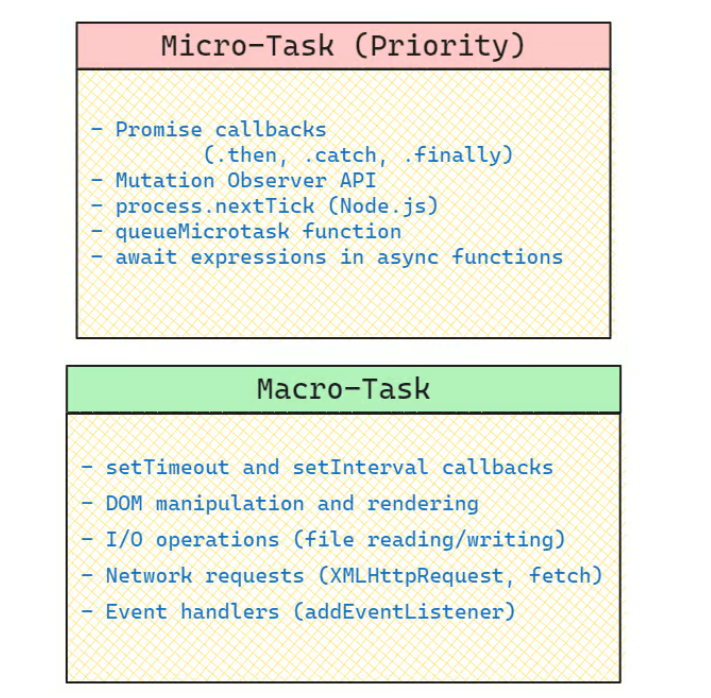 Micro-Task (Priority)
- Promise callbacks
(.then, .catch, .finally)
- Mutation Observer API
- process.nextTick (Node.js)
- queueMicrotask function
- await expressions in async functions
Macro-Task
- setTimeout and setInterval callbacks
- DOM manipulation and rendering
- I/O operations (file reading/writing)
- Network requests (XMLHttpRequest, fetch)
- Event handlers (addEventListener)